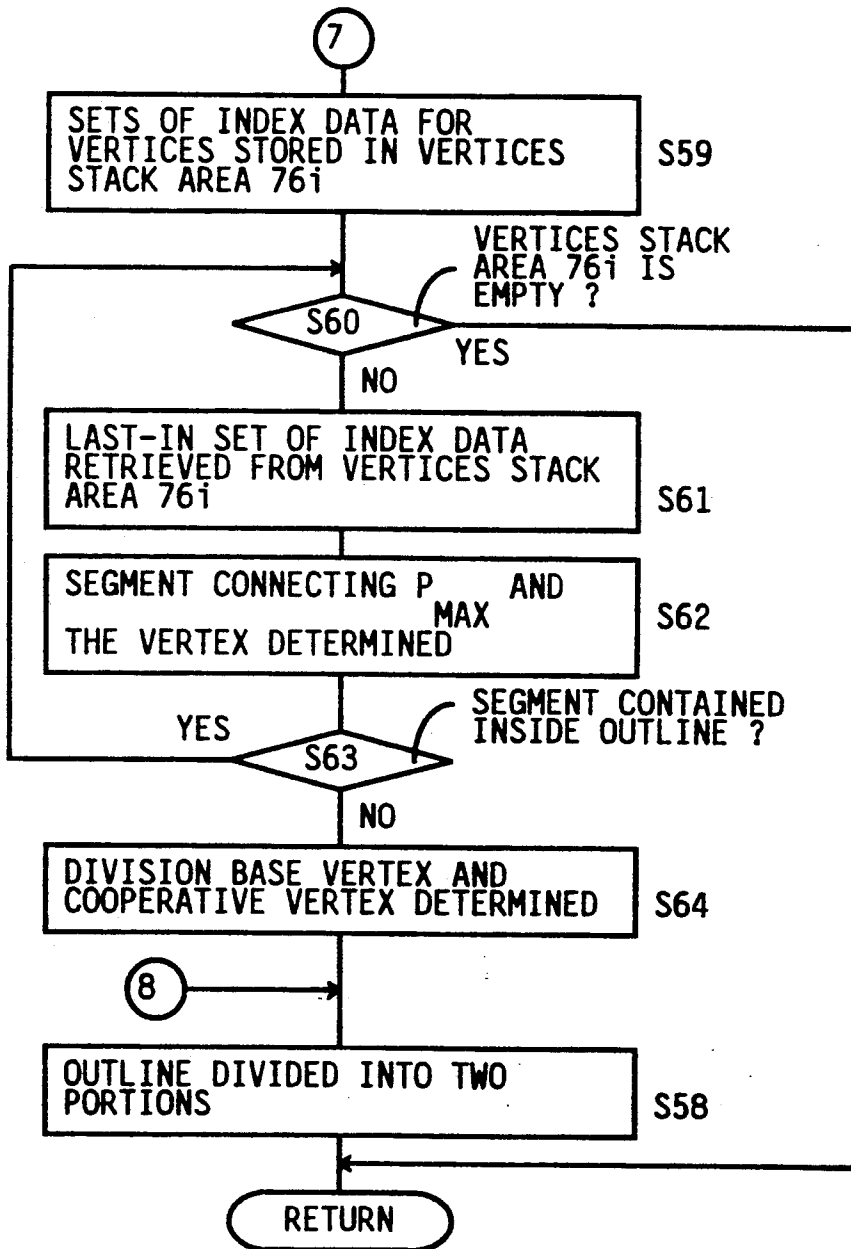 7
SETS OF INDEX DATA FOR
VERTICES STORED IN VERTICES
STACK AREA 76i
S59
VERTICES STACK
AREA 76i IS
EMPTY ?
S60
YES
NO
LAST-IN SET OF INDEX DATA
RETRIEVED FROM VERTICES STACK
AREA 76i
S61
SEGMENT CONNECTING PMAX AND
THE VERTEX DETERMINED
S62
SEGMENT CONTAINED
INSIDE OUTLINE ?
YES
S63
NO
DIVISION BASE VERTEX AND
COOPERATIVE VERTEX DETERMINED
S64
8
OUTLINE DIVIDED INTO TWO
PORTIONS
S58
RETURN